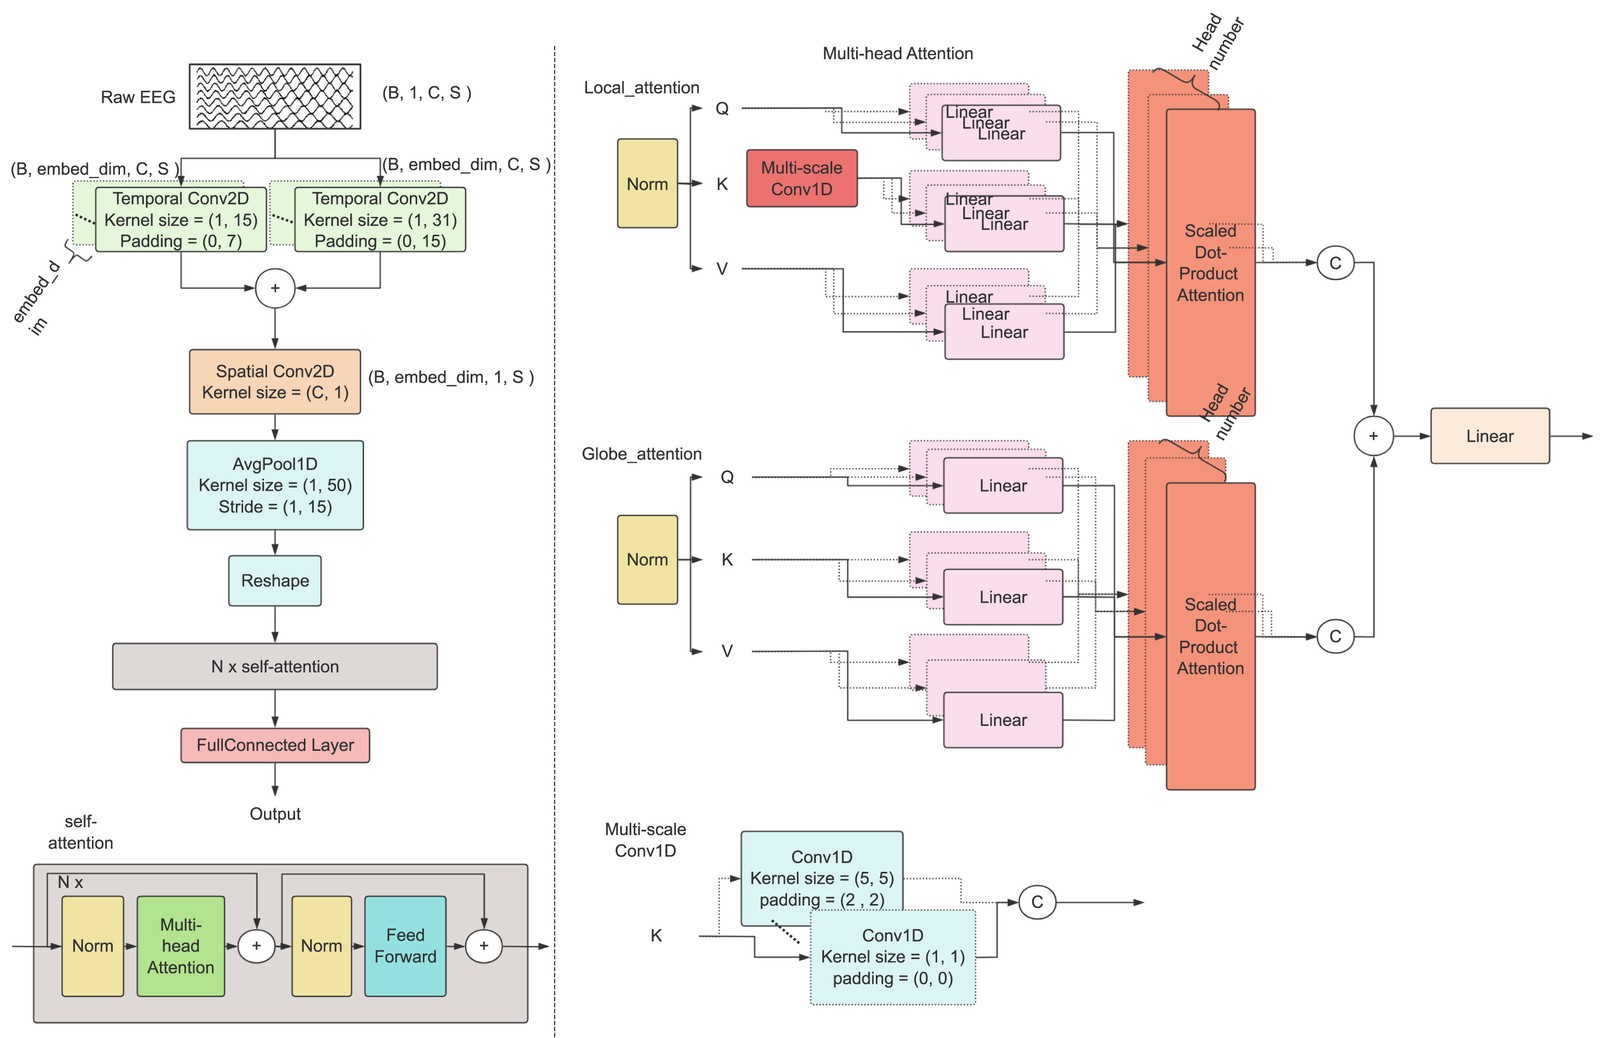 Raw EEG
(B, 1, C, S )
(B, embed_dim, C, S )
(B, embed_dim, C, S )
Temporal Conv2D
Kernel size = (1, 15)
Padding = (0, 7)
Temporal Conv2D
Kernel size = (1, 31)
Padding = (0, 15)
embed_d
im
+
Spatial Conv2D
Kernel size = (C, 1)
(B, embed_dim, 1, S )
AvgPool1D
Kernel size = (1, 50)
Stride = (1, 15)
Reshape
N x self-attention
FullConnected Layer
Output
self-
attention
N x
Norm
Multi-
head
Attention
+
Norm
Feed
Forward
+
Multi-head Attention
Local_attention
Norm
Q
K
V
Multi-scale
Conv1D
Linear
Linear
Linear
Linear
Linear
Linear
Linear
Linear
Linear
Head
number
Scaled
Dot-
Product
Attention
C
Globe_attention
Norm
Q
K
V
Linear
Linear
Linear
Head
number
Scaled
Dot-
Product
Attention
C
+
Linear
Multi-scale
Conv1D
K
Conv1D
Kernel size = (5, 5)
padding = (2 , 2)
Conv1D
Kernel size = (1, 1)
padding = (0, 0)
C